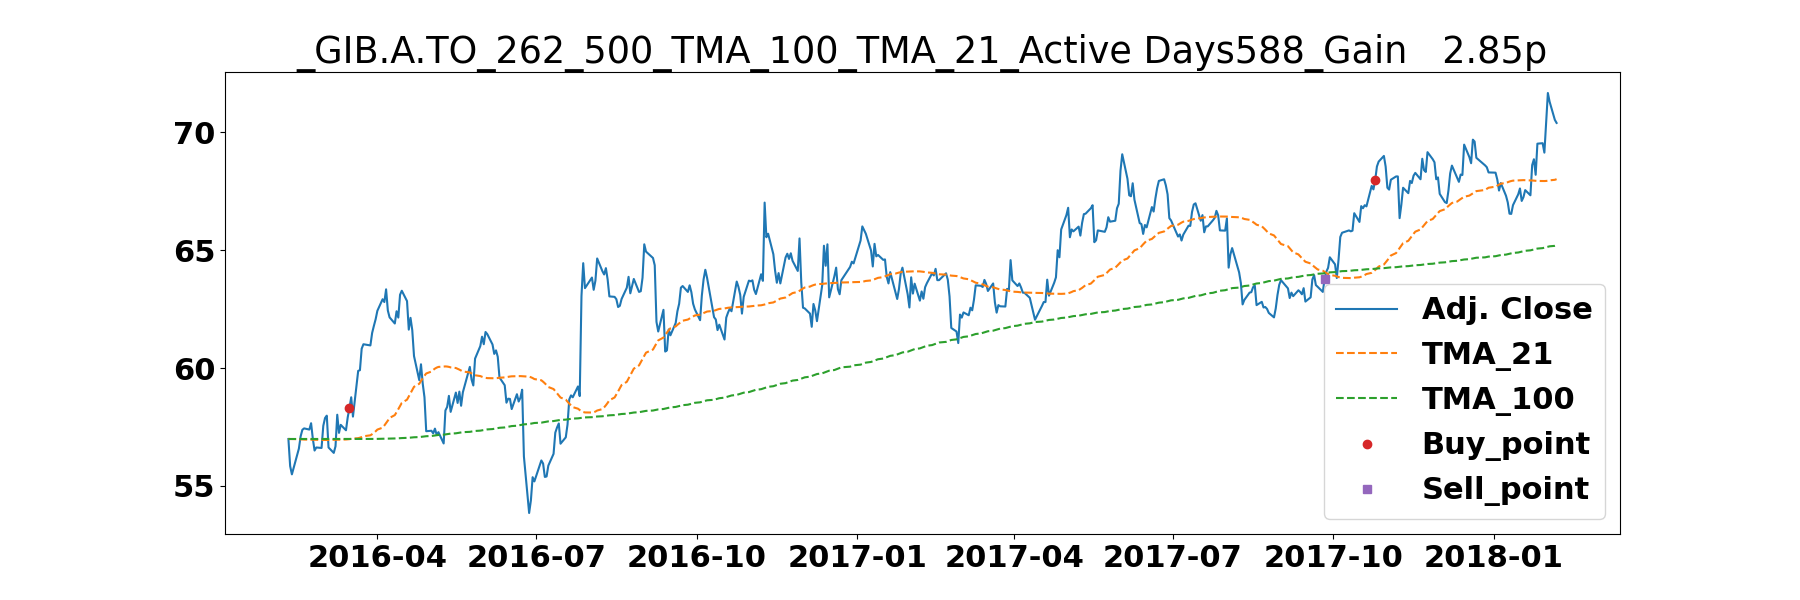 _GIB.A.TO_262_500_TMA_100_TMA_21_Active Days588_Gain   2.85p
70
65
60
55
Adj. Close
TMA_21
TMA_100
Buy_point
Sell_point
2016-04 2016-07 2016-10 2017-01 2017-04 2017-07 2017-10 2018-01